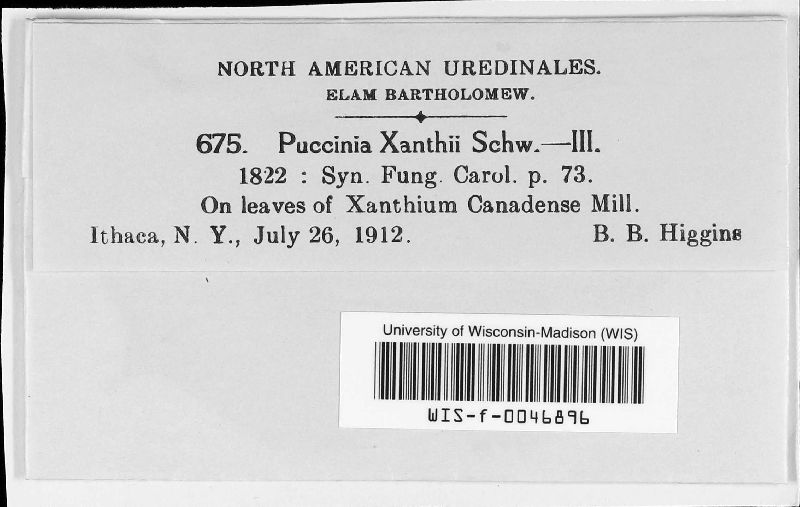 NORTH AMERICAN UREDINALES.
ELAM BARTHOLOMEW.
675. Puccinia Xanthii Schw.—III.
1822 : Syn. Fung. Carol. p. 73.
On leaves of Xanthium Canadense Mill.
Ithaca, N. Y., July 26, 1912. B. B. Higgins
University of Wisconsin-Madison (WIS)
WIS-f-0046896